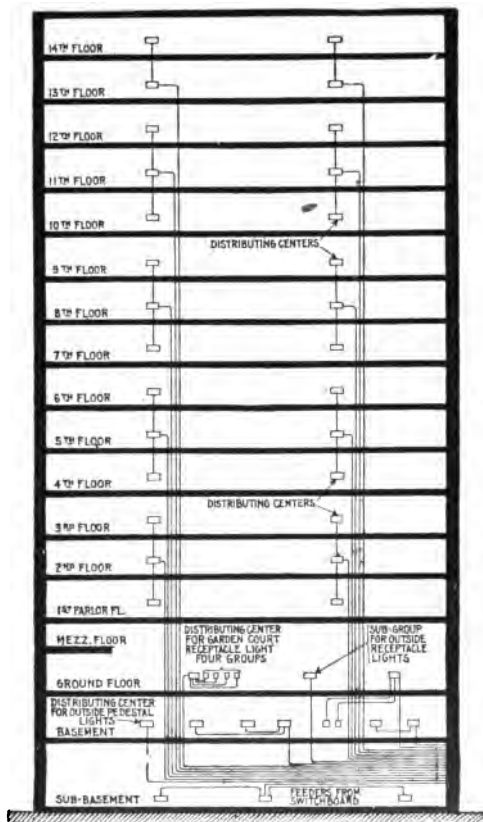 14TH FLOOR
13TH FLOOR
12TH FLOOR
11TH FLOOR
10TH FLOOR
DISTRIBUTING CENTERS
9TH FLOOR
8TH FLOOR
7TH FLOOR
6TH FLOOR
5TH FLOOR
4TH FLOOR
DISTRIBUTING CENTERS
3RD FLOOR
2ND FLOOR
1ST PARLOR FL.
MEZZ. FLOOR
DISTRIBUTING CENTER
FOR GARDEN COURT
RECEPTACLE LIGHT
FOUR GROUPS
SUB-GROUP
FOR OUTSIDE
RECEPTACLE
LIGHTS
GROUND FLOOR
DISTRIBUTING CENTER
FOR OUTSIDE PEDESTAL
LIGHTS
BASEMENT
SUB-BASEMENT
FEEDERS FROM
SWITCHBOARD